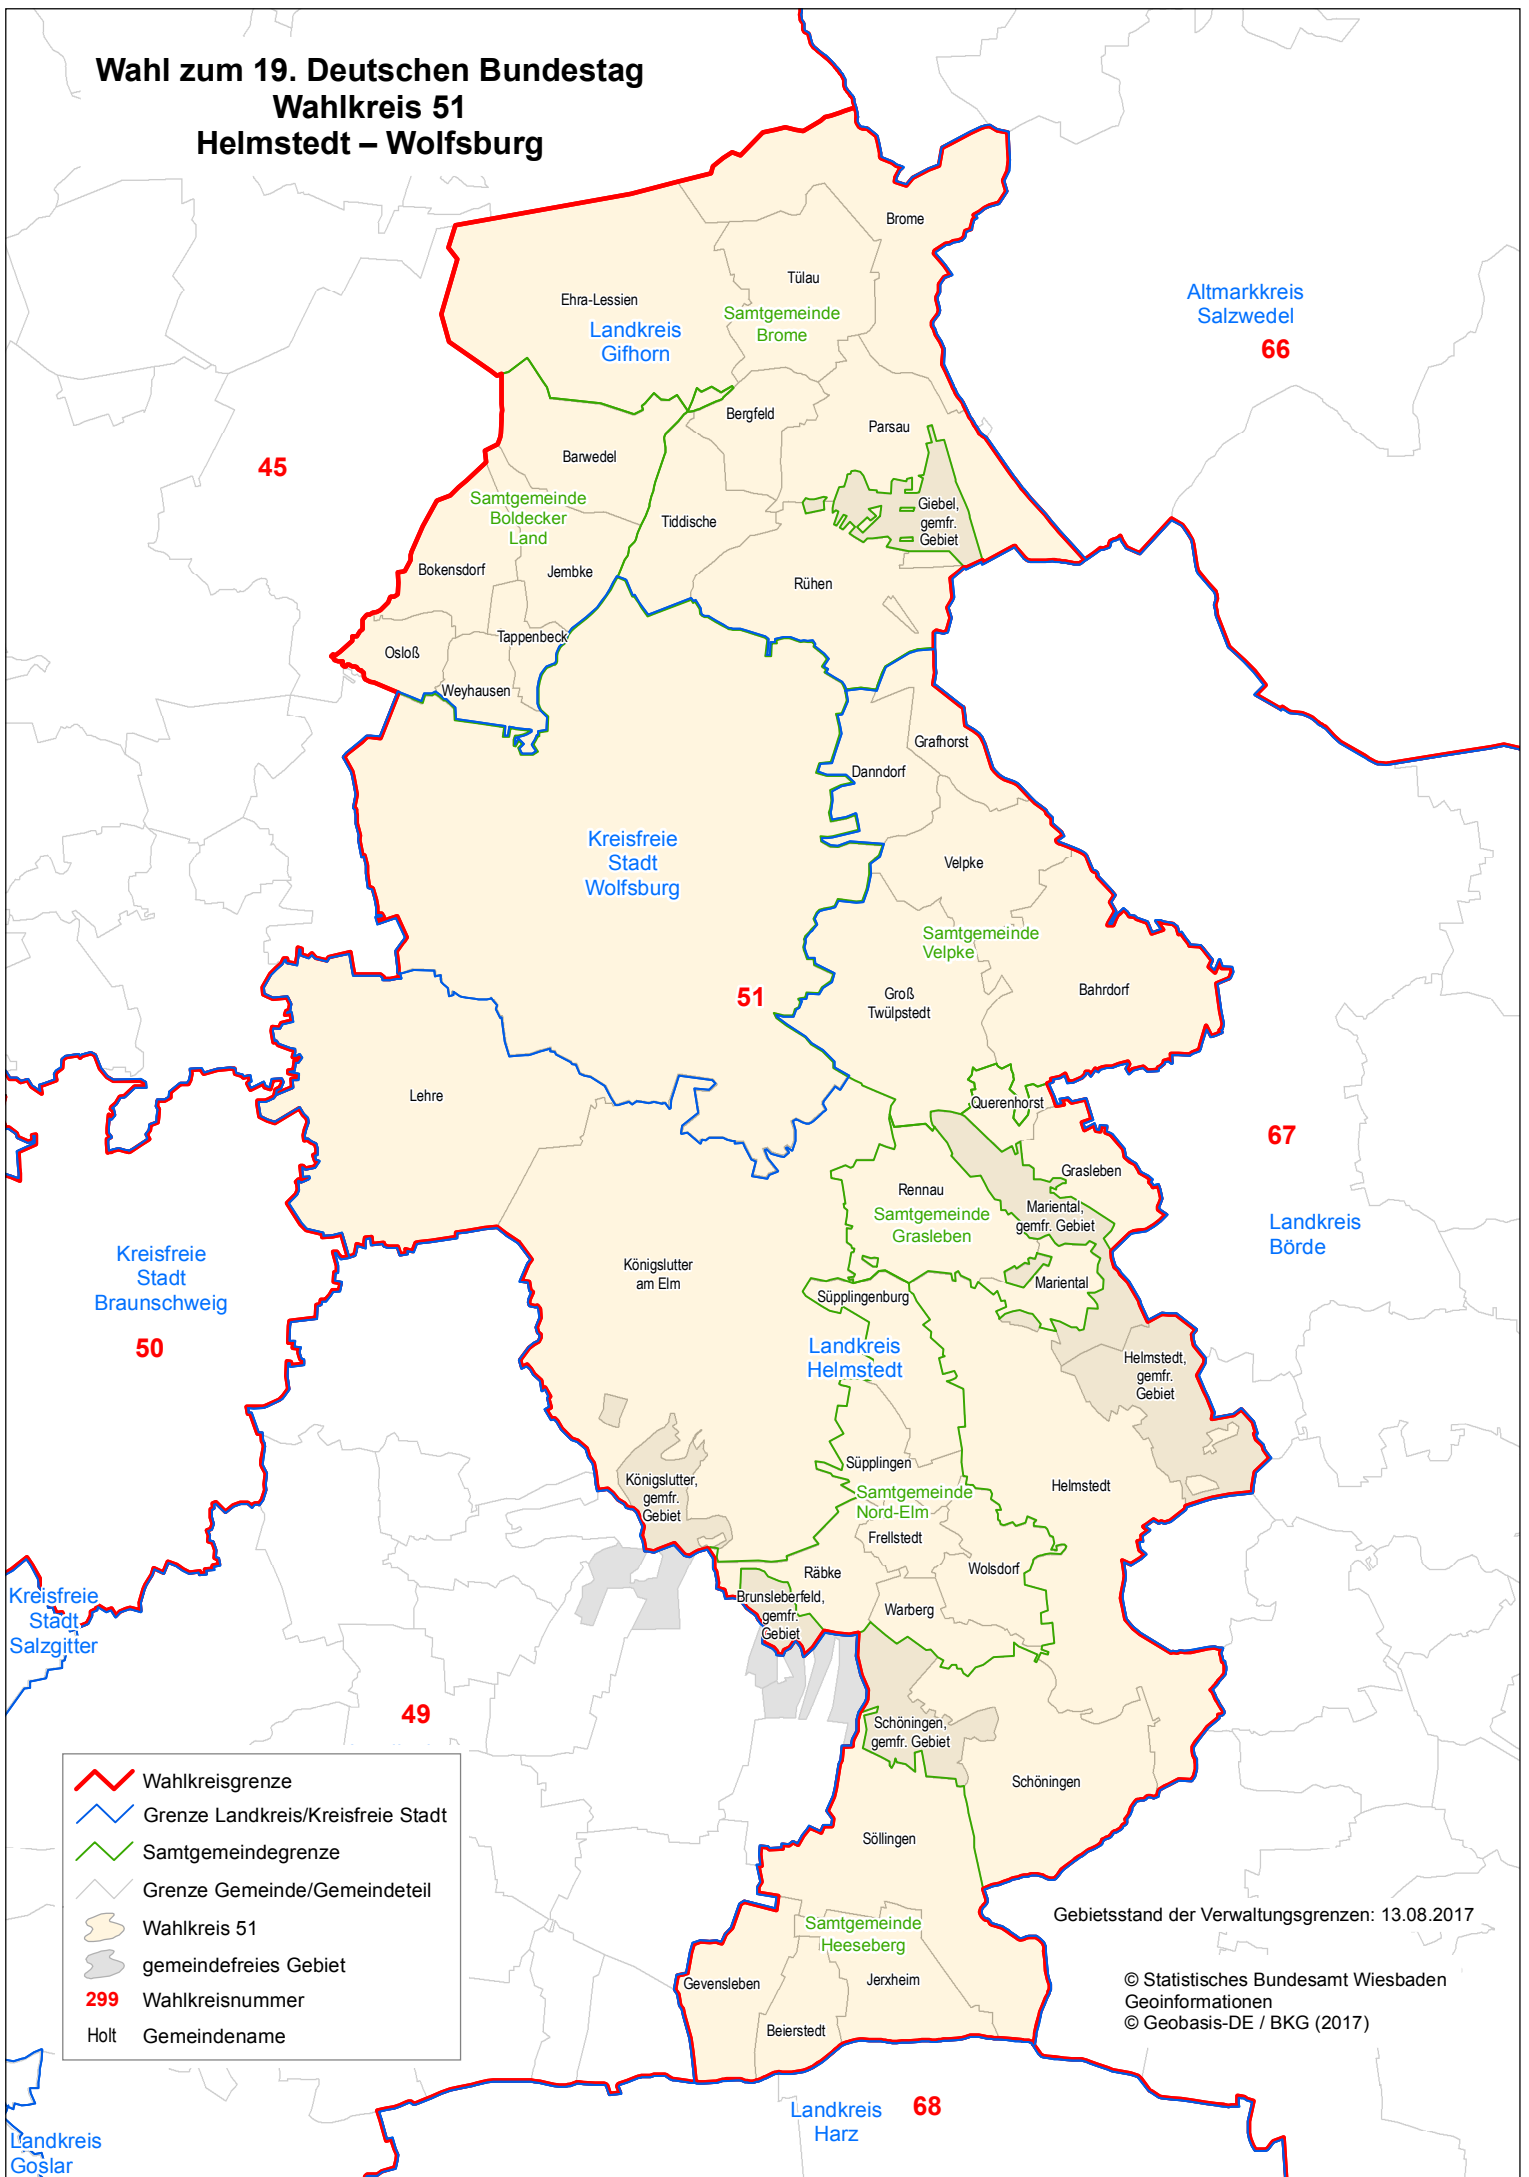 Wahl zum 19. Deutschen Bundestag
Wahlkreis 51
Helmstedt – Wolfsburg
Brome
Tülau
Ehra-Lessien
Samtgemeinde
Brome
Landkreis
Gifhorn
Altmarkkreis
Salzwedel
66
Bergfeld
Parsau
45
Barwedel
Samtgemeinde
Boldecker
Land
Tiddische
Giebel,
gemfr.
Gebiet
Bokensdorf
Jembke
Rühen
Tappenbeck
Osloß
Weyhausen
Grafhorst
Danndorf
Kreisfreie
Stadt
Wolfsburg
Velpke
Samtgemeinde
Velpke
51
Groß
Twülpstedt
Bahrdorf
Lehre
Querenhorst
67
Grasleben
Rennau
Samtgemeinde
Grasleben
Mariental,
gemfr. Gebiet
Landkreis
Börde
Kreisfreie
Stadt
Braunschweig
50
Königslutter
am Elm
Mariental
Süpplingenburg
Landkreis
Helmstedt
Helmstedt,
gemfr.
Gebiet
Süpplingen
Königslutter,
gemfr.
Gebiet
Samtgemeinde
Nord-Elm
Helmstedt
Frellstedt
Räbke
Wolsdorf
Kreisfreie
Stadt
Salzgitter
Brunsleberfeld,
gemfr.
Gebiet
Warberg
49
Schöningen,
gemfr. Gebiet
Schöningen
Wahlkreisgrenze
Grenze Landkreis/Kreisfreie Stadt
Samtgemeindegrenze
Grenze Gemeinde/Gemeindeteil
Wahlkreis 51
gemeindefreies Gebiet
299 Wahlkreisnummer
Holt Gemeindename
Söllingen
Samtgemeinde
Heeseberg
Gevensleben
Jerxheim
Beierstedt
Gebietsstand der Verwaltungsgrenzen: 13.08.2017
© Statistisches Bundesamt Wiesbaden
Geoinformationen
© Geobasis-DE / BKG (2017)
Landkreis
Harz
68
Landkreis
Goslar